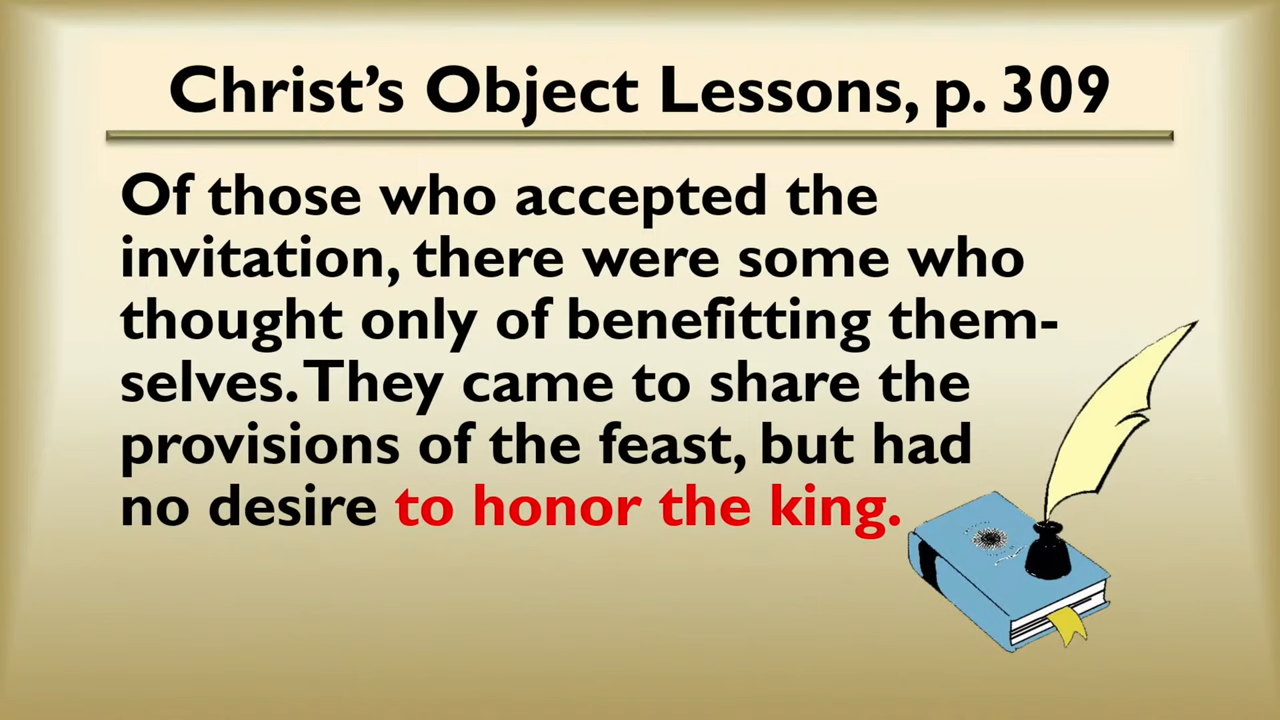 Christ’s Object Lessons, p. 309
Of those who accepted the
invitation, there were some who
thought only of benefitting them-
selves. They came to share the
provisions of the feast, but had
no desire to honor the king.